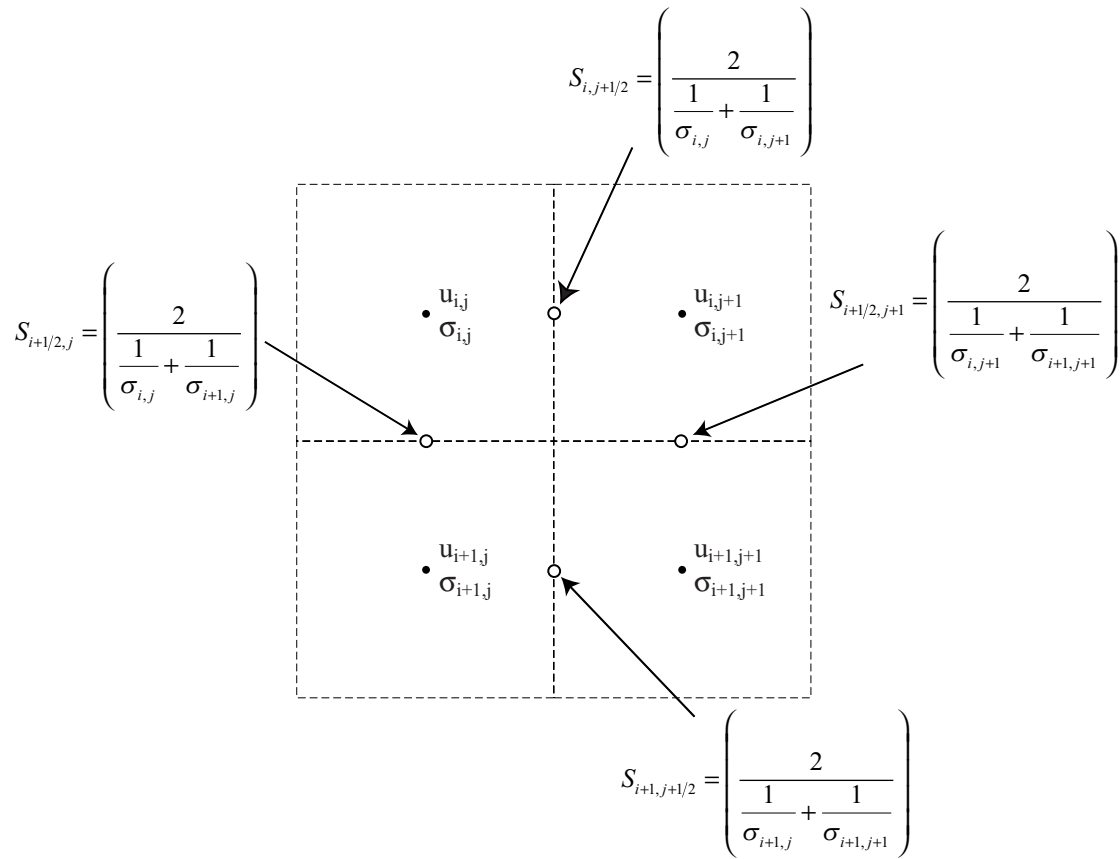 S_{i,j+1/2} = ( 2 / ( 1/σ_{i,j} + 1/σ_{i,j+1} ) )
S_{i+1/2,j} = ( 2 / ( 1/σ_{i,j} + 1/σ_{i+1,j} ) )
u_{i,j}
σ_{i,j}
u_{i,j+1}
σ_{i,j+1}
S_{i+1/2,j+1} = ( 2 / ( 1/σ_{i,j+1} + 1/σ_{i+1,j+1} ) )
u_{i+1,j}
σ_{i+1,j}
u_{i+1,j+1}
σ_{i+1,j+1}
S_{i+1,j+1/2} = ( 2 / ( 1/σ_{i+1,j} + 1/σ_{i+1,j+1} ) )